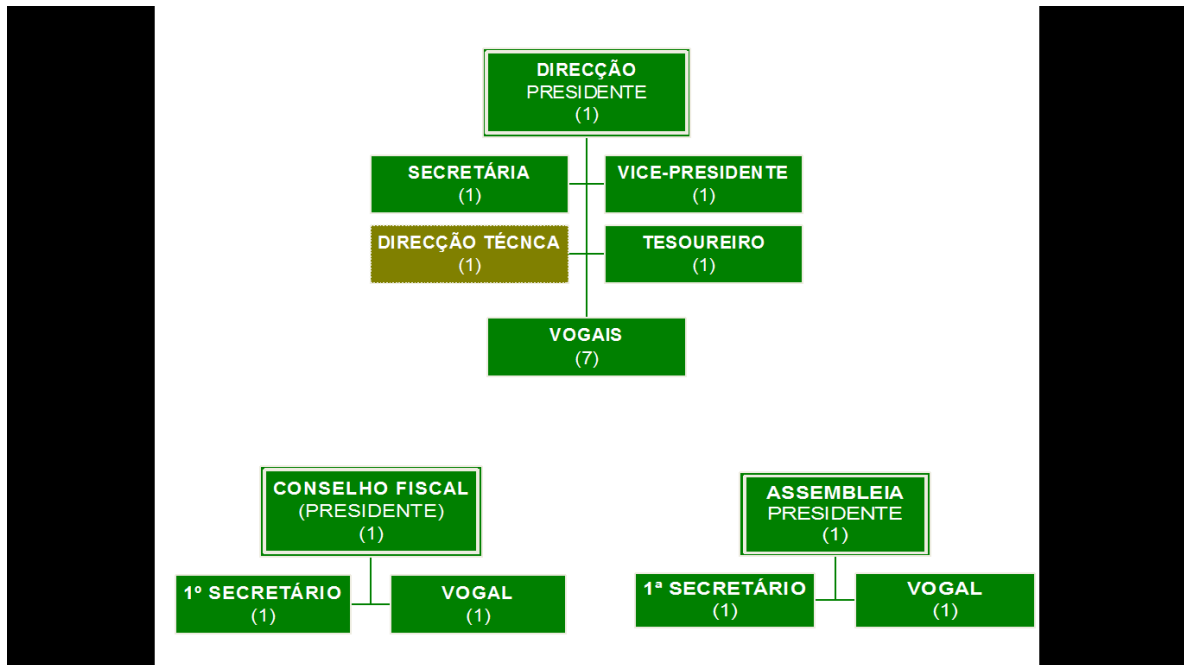 DIRECÇÃO
PRESIDENTE
(1)
SECRETÁRIA
(1)
VICE-PRESIDENTE
(1)
DIRECÇÃO TÉCNCA
(1)
TESOUREIRO
(1)
VOGAIS
(7)
CONSELHO FISCAL
(PRESIDENTE)
(1)
1º SECRETÁRIO
(1)
VOGAL
(1)
ASSEMBLEIA
PRESIDENTE
(1)
1ª SECRETÁRIO
(1)
VOGAL
(1)